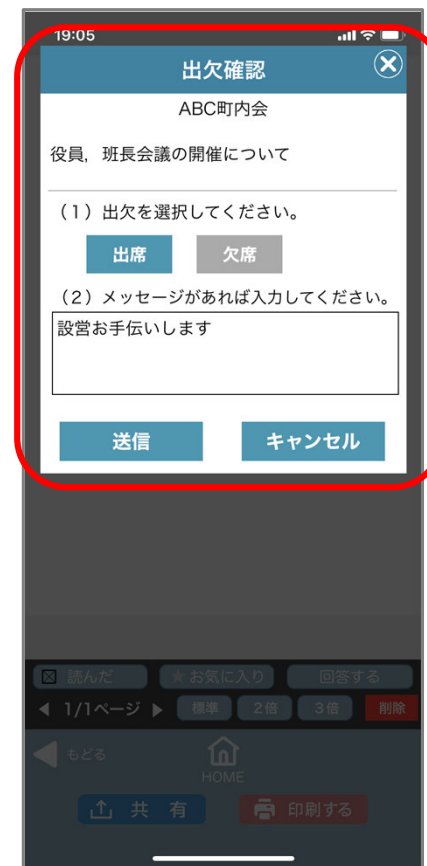 19:05
出欠確認
ABC町内会
役員，班長会議の開催について
（1）出欠を選択してください。
出席 欠席
（2）メッセージがあれば入力してください。
設営お手伝いします
送信 キャンセル
読んだ ★お気に入り 回答する
◀ 1/1ページ ▶ 標準 2倍 3倍 削除
もどる
HOME
共 有 印刷する